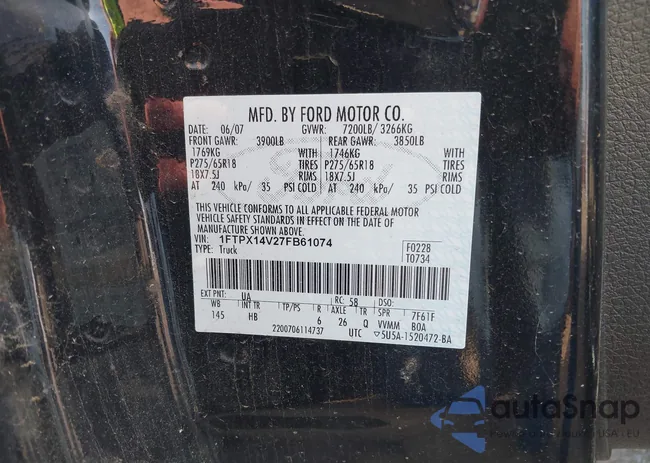 MFD. BY FORD MOTOR CO.
DATE: 06/07 GVWR: 7200LB/ 3266KG
FRONT GAWR: 3900LB REAR GAWR: 3850LB
1769KG WITH 1746KG WITH
P275/65R18 TIRES P275/65R18 TIRES
18X7.5J RIMS 18X7.5J RIMS
AT 240 kPa/ 35 PSI COLD AT 240 kPa/ 35 PSI COLD
THIS VEHICLE CONFORMS TO ALL APPLICABLE FEDERAL MOTOR
VEHICLE SAFETY STANDARDS IN EFFECT ON THE DATE OF
MANUFACTURE SHOWN ABOVE.
VIN: 1FTPX14V27FB61074 F0228
TYPE: Truck T0734
EXT PNT: UA RC: 58 DSO:
WB INT TR TP/PS R AXLE TR SPR 7F61F
145 HB 6 26 Q VVMM BOA
2200706114737 UTC ▽5U5A-1520472-BA
autoSnap